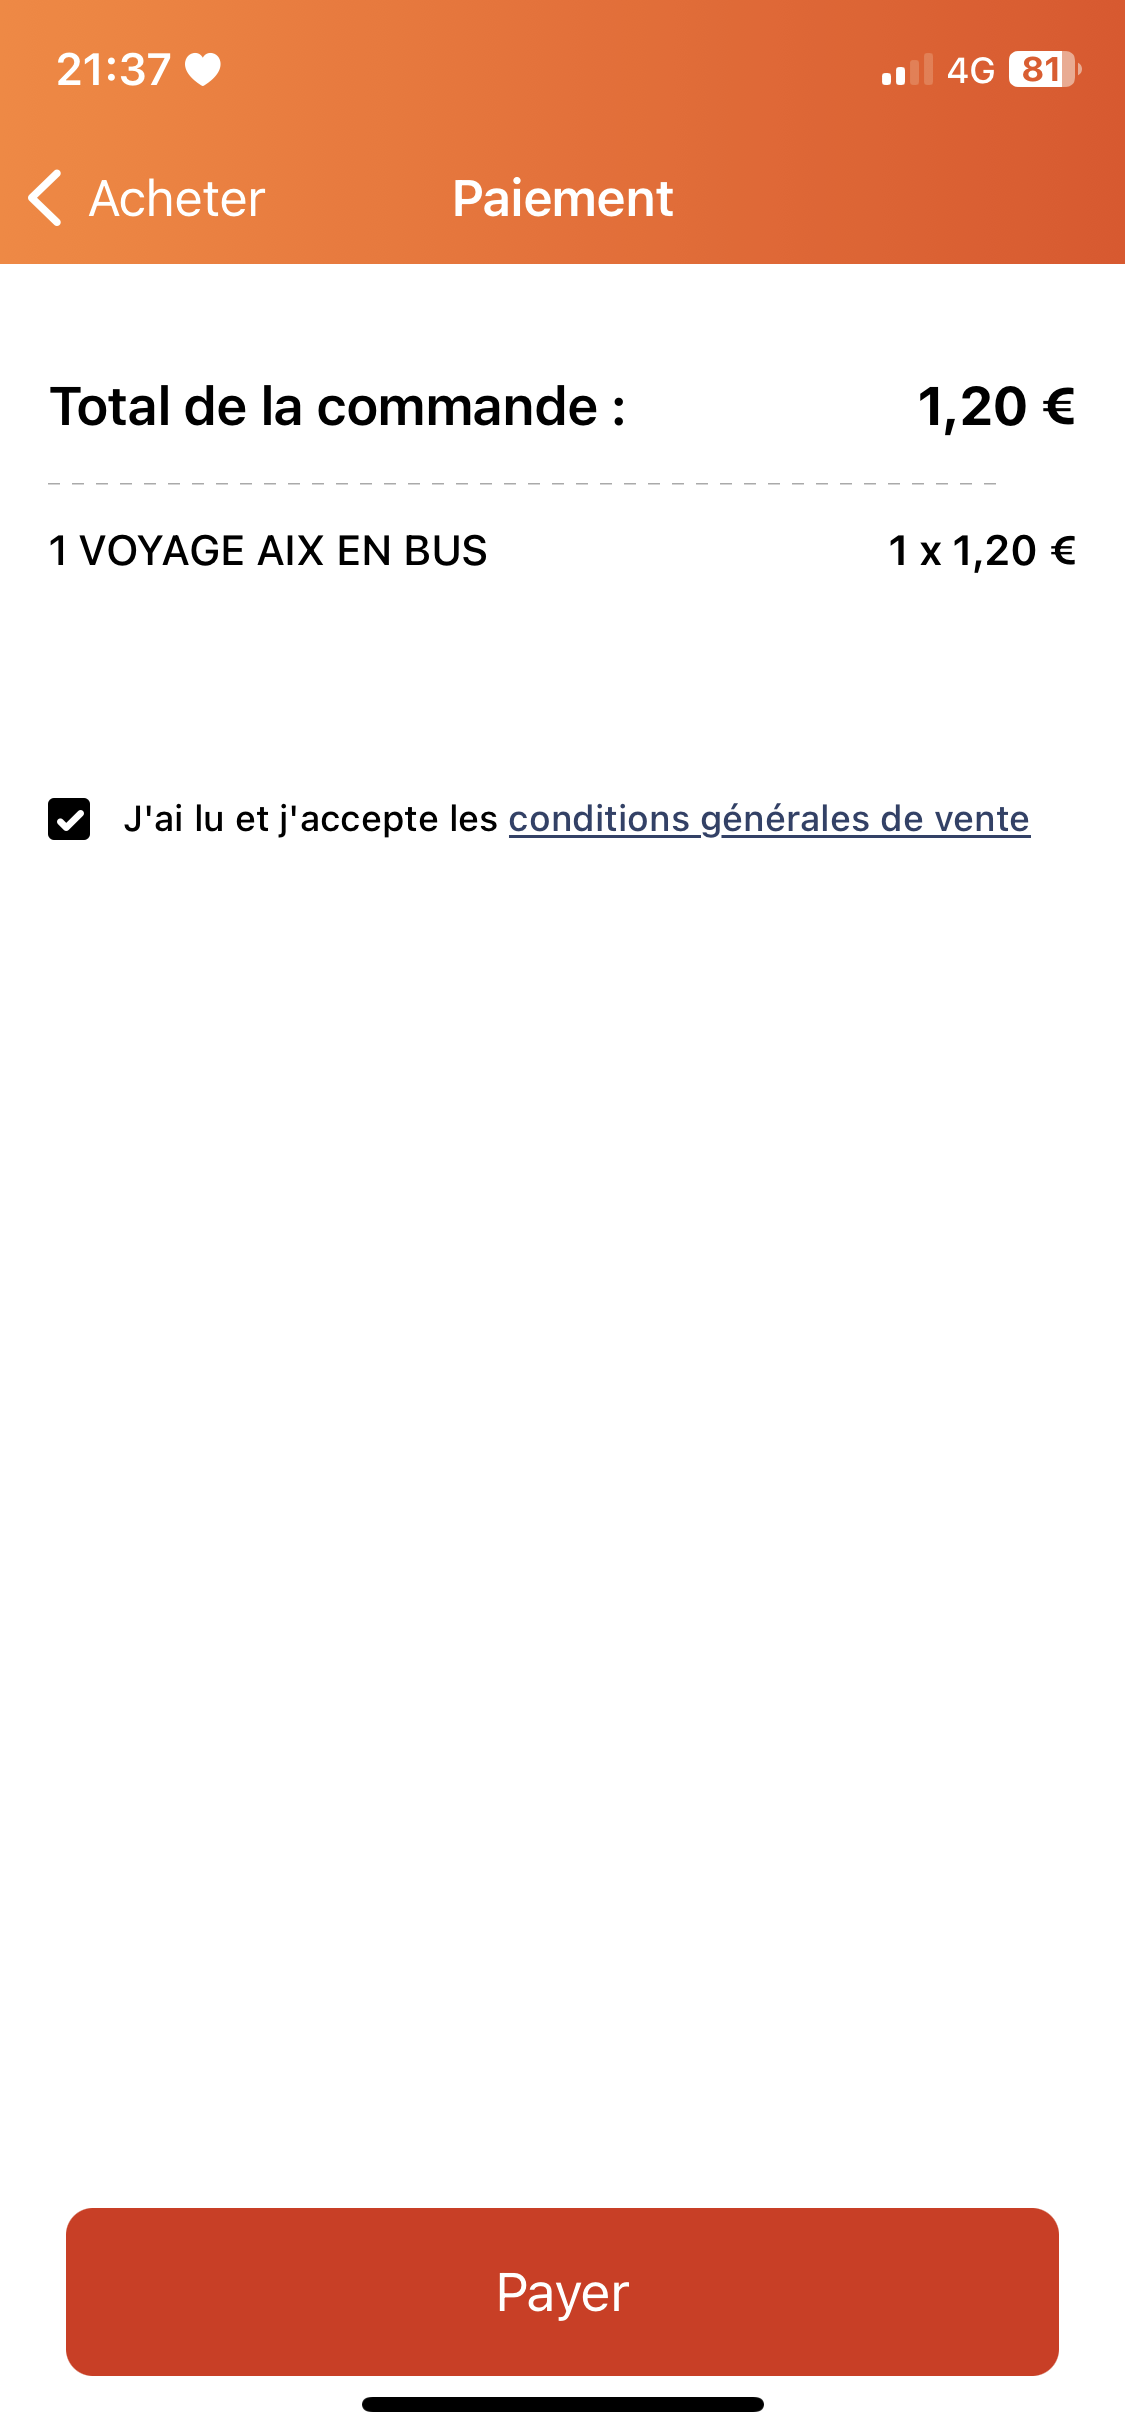 21:37
4G 81
Acheter Paiement
Total de la commande : 1,20 €
1 VOYAGE AIX EN BUS 1 x 1,20 €
J'ai lu et j'accepte les conditions générales de vente
Payer